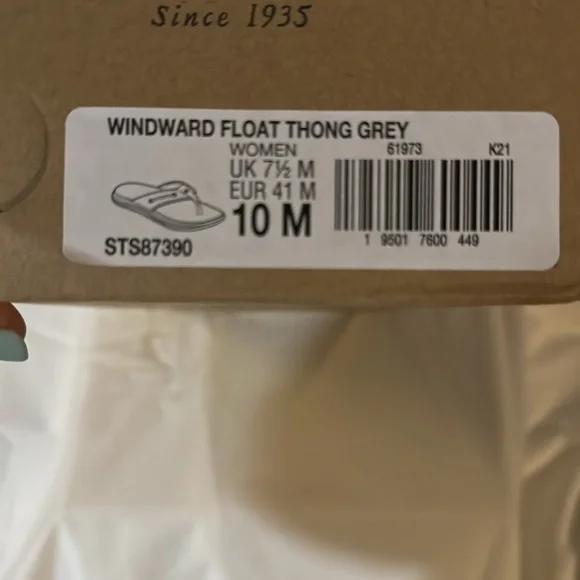 Since 1935
WINDWARD FLOAT THONG GREY
WOMEN 61973 K21
UK 7½ M
EUR 41 M
10 M
STS87390
1 9501 7600 449